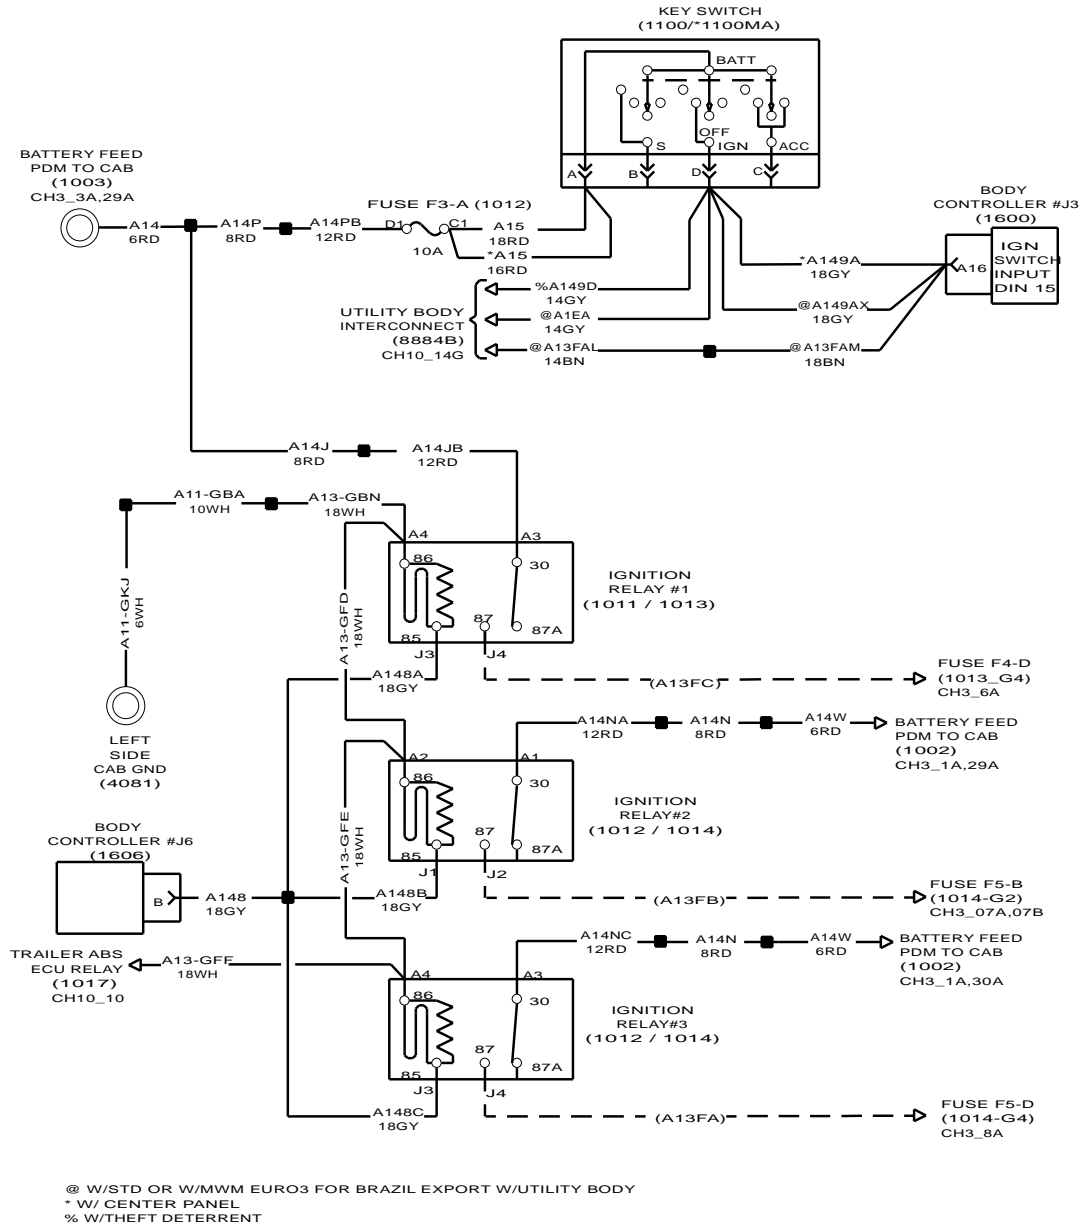 KEY SWITCH
(1100/*1100MA)
BATT
OFF
S
IGN
ACC
A
B
D
C
BATTERY FEED
PDM TO CAB
(1003)
CH3_3A,29A
A14
6RD
A14P
8RD
A14PB
12RD
FUSE F3-A (1012)
D1
C1
10A
A15
18RD
*A15
16RD
BODY
CONTROLLER #J3
(1600)
A16
IGN
SWITCH
INPUT
DIN 15
*A149A
18GY
@A149AX
18GY
@A13FAM
18BN
%A149D
14GY
@A1EA
14GY
@A13FAL
14BN
UTILITY BODY
INTERCONNECT
(8884B)
CH10_14G
A14J
8RD
A14JB
12RD
A11-GBA
10WH
A13-GBN
18WH
A11-GKJ
6WH
LEFT
SIDE
CAB GND
(4081)
A13-GFD
18WH
A4
A3
86
30
85
87
87A
J3
J4
IGNITION
RELAY #1
(1011 / 1013)
A148A
18GY
(A13FC)
FUSE F4-D
(1013_G4)
CH3_6A
A14NA
12RD
A14N
8RD
A14W
6RD
BATTERY FEED
PDM TO CAB
(1002)
CH3_1A,29A
A13-GFE
18WH
A2
A1
86
30
85
87
87A
J1
J2
IGNITION
RELAY#2
(1012 / 1014)
BODY
CONTROLLER #J6
(1606)
B
A148
18GY
A148B
18GY
(A13FB)
FUSE F5-B
(1014-G2)
CH3_07A,07B
A14NC
12RD
A14N
8RD
A14W
6RD
BATTERY FEED
PDM TO CAB
(1002)
CH3_1A,30A
TRAILER ABS
ECU RELAY
(1017)
CH10_10
A13-GFF
18WH
A4
A3
86
30
85
87
87A
J3
J4
IGNITION
RELAY#3
(1012 / 1014)
A148C
18GY
(A13FA)
FUSE F5-D
(1014-G4)
CH3_8A
@ W/STD OR W/MWM EURO3 FOR BRAZIL EXPORT W/UTILITY BODY
* W/ CENTER PANEL
% W/THEFT DETERRENT